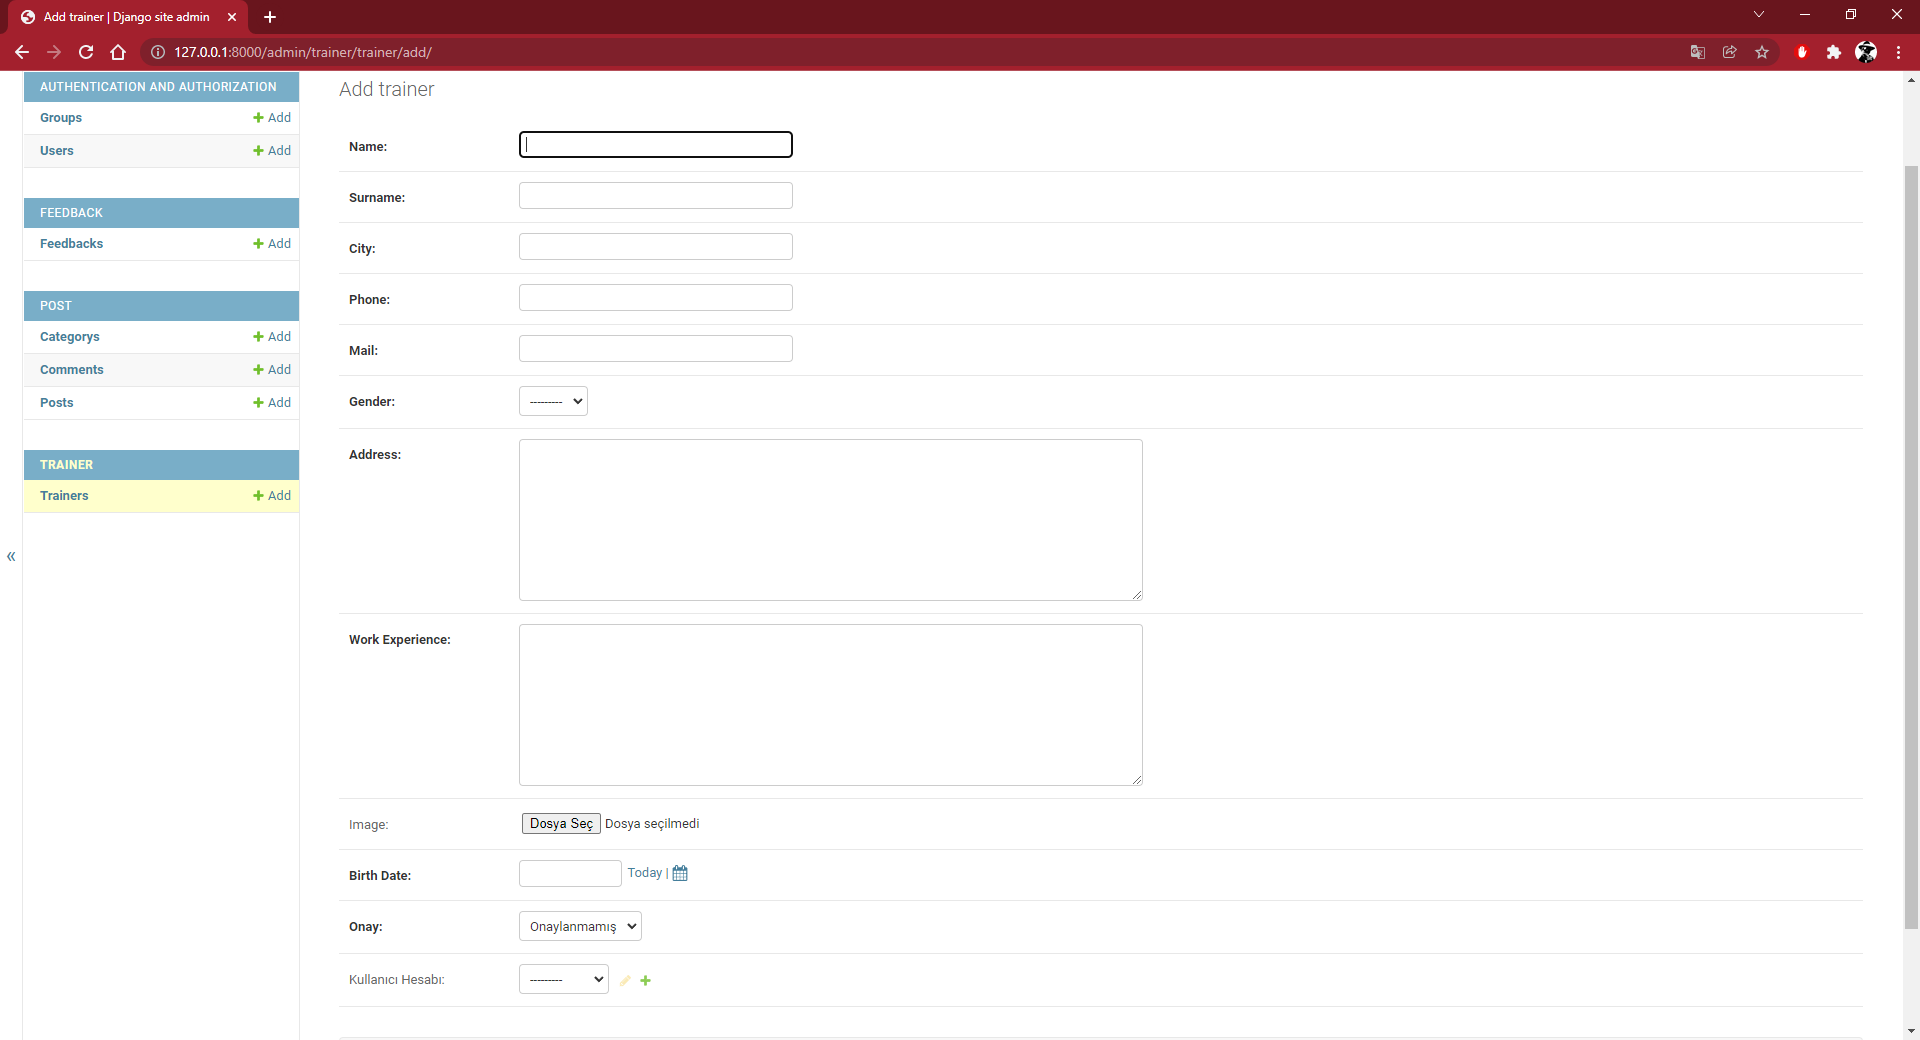 Add trainer | Django site admin
127.0.0.1:8000/admin/trainer/trainer/add/
AUTHENTICATION AND AUTHORIZATION
Groups Add
Users Add
FEEDBACK
Feedbacks Add
POST
Categorys Add
Comments Add
Posts Add
TRAINER
Trainers Add
«
Add trainer
Name:
Surname:
City:
Phone:
Mail:
Gender: ---------
Address:
Work Experience:
Image: Dosya Seç Dosya seçilmedi
Birth Date: Today |
Onay: Onaylanmamış
Kullanıcı Hesabı: ---------